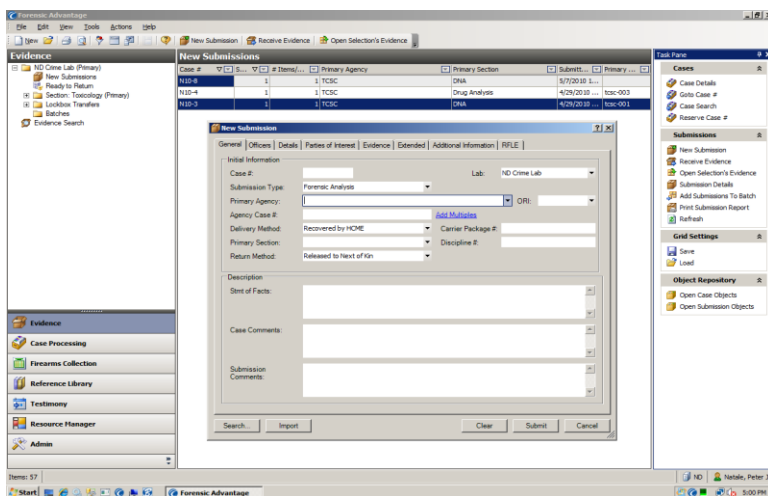 Forensic Advantage
File Edit View Tools Actions Help
New New Submission Receive Evidence Open Selection's Evidence
Evidence
ND Crime Lab (Primary)
New Submissions
Ready to Return
Section: Toxicology (Primary)
Lockbox Transfers
Batches
Evidence Search
Evidence
Case Processing
Firearms Collection
Reference Library
Testimony
Resource Manager
Admin
New Submissions
Case # S... # Items/... Primary Agency Primary Section Submitt... Primary ...
N10-8 1 1 TCSC DNA 5/7/2010 1...
N10-4 1 1 TCSC Drug Analysis 4/29/2010 ... tcsc-003
N10-3 1 1 TCSC DNA 4/29/2010 ... tcsc-001
New Submission
General Officers Details Parties of Interest Evidence Extended Additional Information RFLE
Initial Information
Case #: Lab: ND Crime Lab
Submission Type: Forensic Analysis
Primary Agency: ORI:
Agency Case #: Add Multiples
Delivery Method: Recovered by HCME Carrier Package #:
Primary Section: Discipline #:
Return Method: Released to Next of Kin
Description
Stmt of Facts:
Case Comments:
Submission
Comments:
Search... Import Clear Submit Cancel
Task Pane
Cases
Case Details
Goto Case #
Case Search
Reserve Case #
Submissions
New Submission
Receive Evidence
Open Selection's Evidence
Submission Details
Add Submissions To Batch
Print Submission Report
Refresh
Grid Settings
Save
Load
Object Repository
Open Case Objects
Open Submission Objects
Items: 57 ND Natale, Peter J
Start Forensic Advantage 5:00 PM